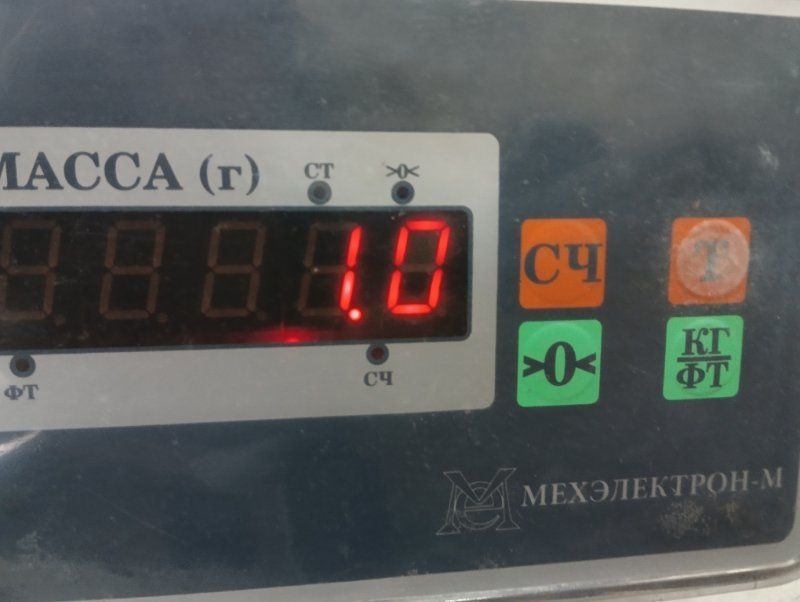 МАССА (г)
СТ >0<
1.0
ФТ СЧ
СЧ Т
>0< КГ
ФТ
МЕХЭЛЕКТРОН-М